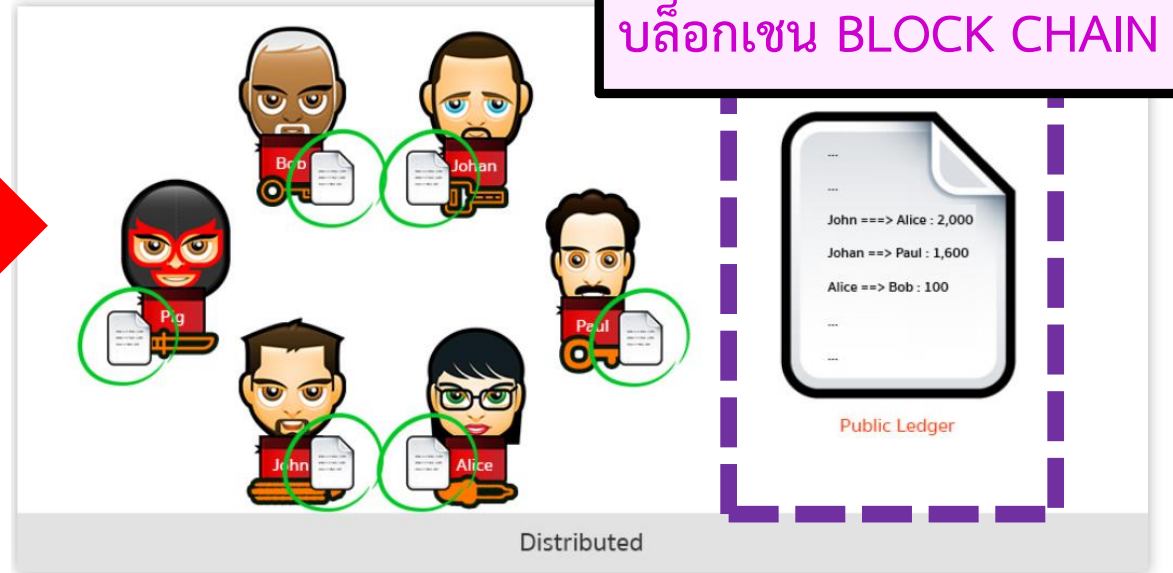 บล็อกเชน BLOCK CHAIN
Bob
Johan
Pig
Paul
John
Alice
---
---
John ===> Alice : 2,000
Johan ==> Paul : 1,600
Alice ==> Bob : 100
---
---
Public Ledger
Distributed